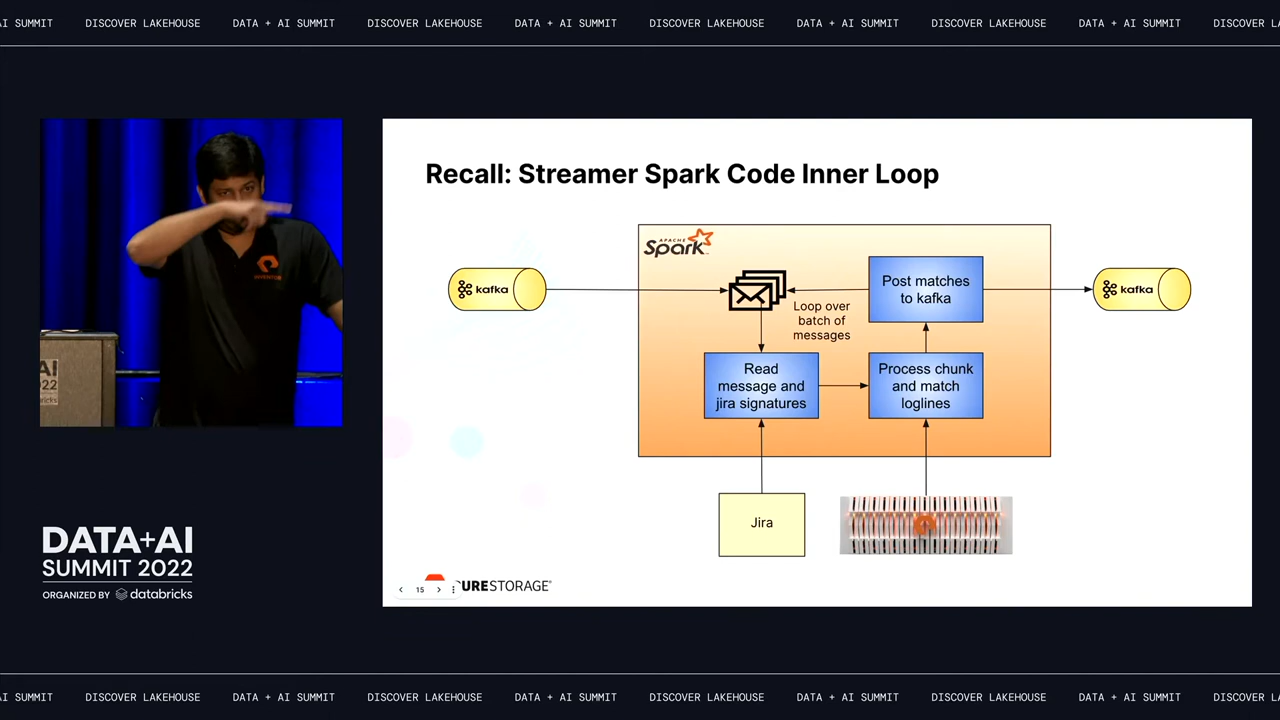 AI SUMMIT DISCOVER LAKEHOUSE DATA + AI SUMMIT DISCOVER LAKEHOUSE DATA + AI SUMMIT DISCOVER LAKEHOUSE DATA + AI SUMMIT DISCOVER LAKEHOUSE DATA + AI SUMMIT DISCOVER
Recall: Streamer Spark Code Inner Loop
APACHE
Spark
kafka
Loop over
batch of
messages
Post matches
to kafka
kafka
Read
message and
jira signatures
Process chunk
and match
loglines
Jira
15
URESTORAGE
AI
DATA+AI
SUMMIT 2022
ORGANIZED BY databricks
AI SUMMIT DISCOVER LAKEHOUSE DATA + AI SUMMIT DISCOVER LAKEHOUSE DATA + AI SUMMIT DISCOVER LAKEHOUSE DATA + AI SUMMIT DISCOVER LAKEHOUSE DATA + AI SUMMIT DISCOVER